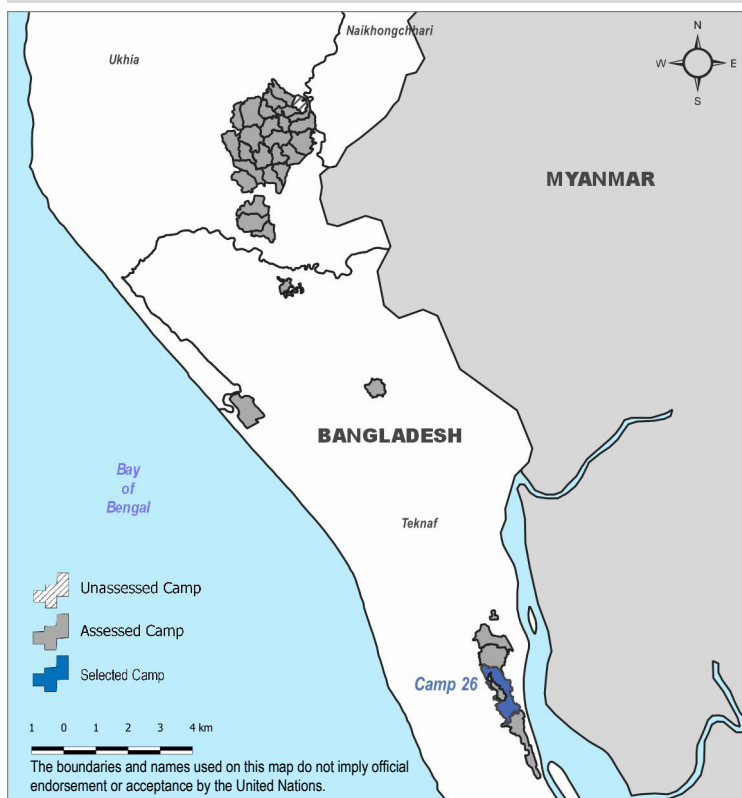 Naikhongchhari
Ukhia
N
W E
S
MYANMAR
BANGLADESH
Bay
of
Bengal
Teknaf
Unassessed Camp
Assessed Camp
Selected Camp
Camp 26
1 0 1 2 3 4 km
The boundaries and names used on this map do not imply official
endorsement or acceptance by the United Nations.